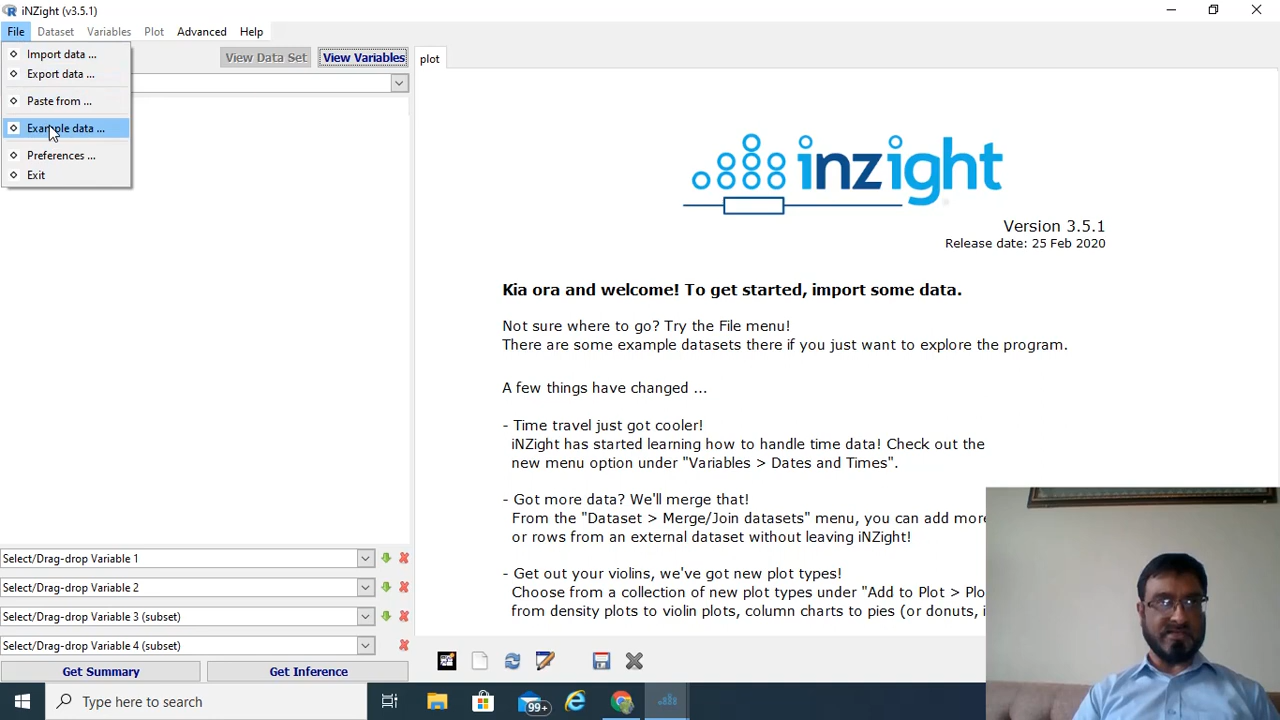 iNZight (v3.5.1)
File Dataset Variables Plot Advanced Help
Import data ...
Export data ...
Paste from ...
Example data ...
Preferences ...
Exit
View Data Set View Variables
plot
inzight
Version 3.5.1
Release date: 25 Feb 2020
Kia ora and welcome! To get started, import some data.
Not sure where to go? Try the File menu!
There are some example datasets there if you just want to explore the program.
A few things have changed ...
- Time travel just got cooler!
iNZight has started learning how to handle time data! Check out the
new menu option under "Variables > Dates and Times".
- Got more data? We'll merge that!
From the "Dataset > Merge/Join datasets" menu, you can add more
or rows from an external dataset without leaving iNZight!
- Get out your violins, we've got new plot types!
Choose from a collection of new plot types under "Add to Plot > Plo
from density plots to violin plots, column charts to pies (or donuts, i
Select/Drag-drop Variable 1
Select/Drag-drop Variable 2
Select/Drag-drop Variable 3 (subset)
Select/Drag-drop Variable 4 (subset)
Get Summary Get Inference
Type here to search
99+